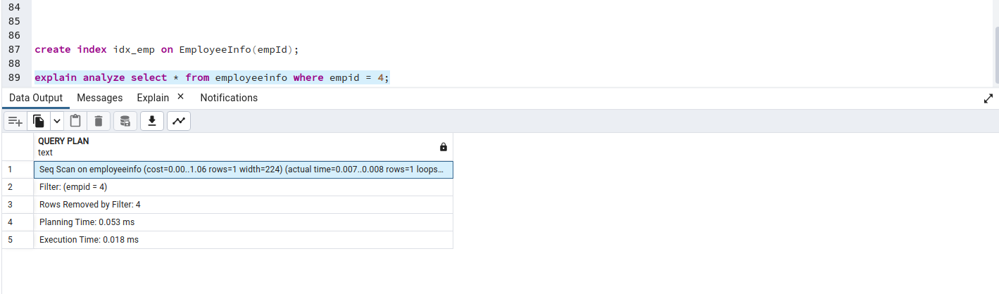 84
85
86
87 create index idx_emp on EmployeeInfo(empId);
88
89 explain analyze select * from employeeinfo where empid = 4;
Data Output Messages Explain × Notifications
QUERY PLAN
text
1 Seq Scan on employeeinfo (cost=0.00..1.06 rows=1 width=224) (actual time=0.007..0.008 rows=1 loops...
2 Filter: (empid = 4)
3 Rows Removed by Filter: 4
4 Planning Time: 0.053 ms
5 Execution Time: 0.018 ms